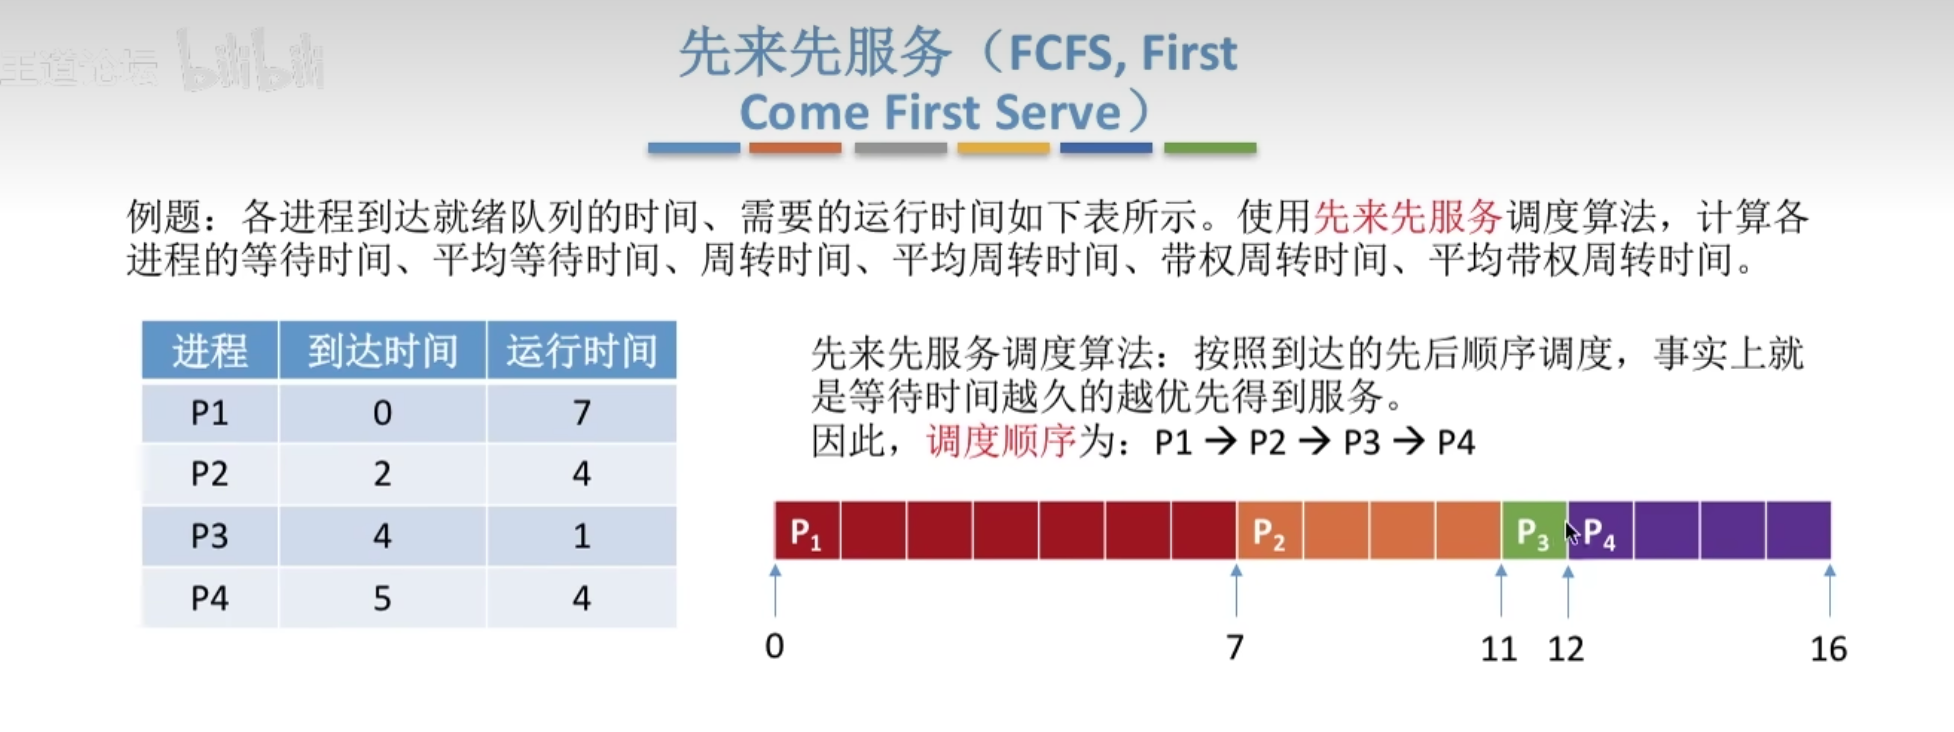 王道论坛 bilibili
先来先服务（FCFS, First
Come First Serve）
例题：各进程到达就绪队列的时间、需要的运行时间如下表所示。使用先来先服务调度算法，计算各
进程的等待时间、平均等待时间、周转时间、平均周转时间、带权周转时间、平均带权周转时间。
进程 到达时间 运行时间
P1 0 7
P2 2 4
P3 4 1
P4 5 4
先来先服务调度算法：按照到达的先后顺序调度，事实上就
是等待时间越久的越优先得到服务。
因此，调度顺序为：P1 → P2 → P3 → P4
P₁ P₂ P₃ P₄
0 7 11 12 16